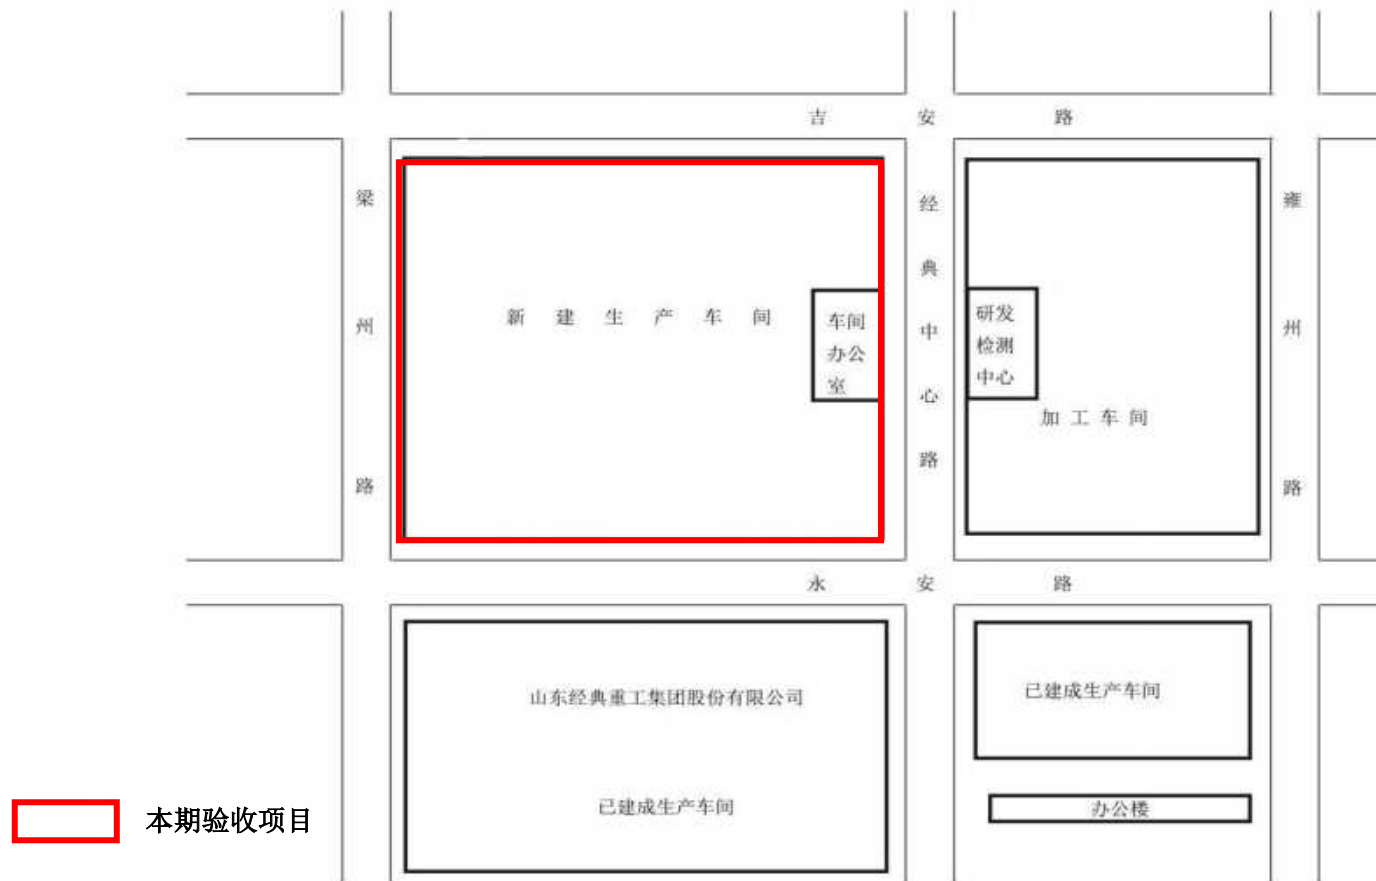 吉安路
梁州路
经典中心路
雍州路
新建生产车间
车间
办公
室
研发
检测
中心
加工车间
永安路
山东经典重工集团股份有限公司
已建成生产车间
已建成生产车间
办公楼
本期验收项目